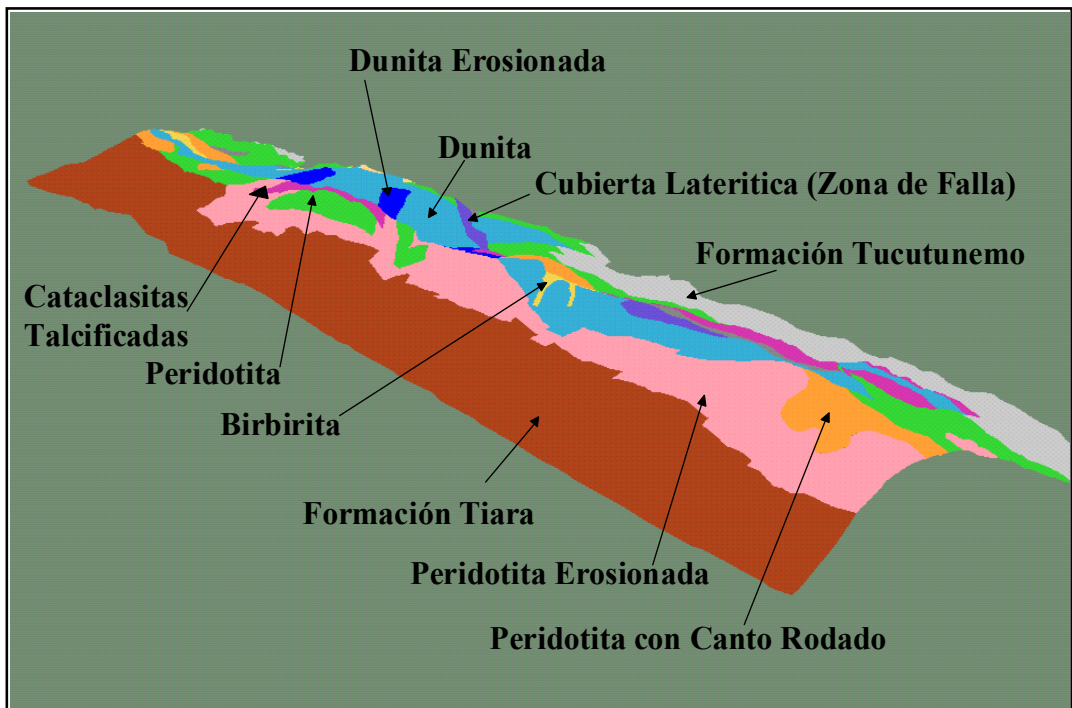 Dunita Erosionada
Dunita
Cubierta Lateritica (Zona de Falla)
Formación Tucutunemo
Cataclasitas
Talcificadas
Peridotita
Birbirita
Formación Tiara
Peridotita Erosionada
Peridotita con Canto Rodado